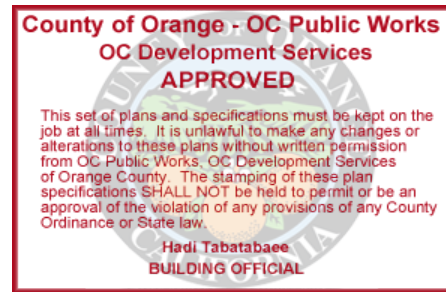 County of Orange - OC Public Works
OC Development Services
APPROVED
This set of plans and specifications must be kept on the
job at all times. It is unlawful to make any changes or
alterations to these plans without written permission
from OC Public Works, OC Development Services
of Orange County. The stamping of these plan
specifications SHALL NOT be held to permit or be an
approval of the violation of any provisions of any County
Ordinance or State law.
Hadi Tabatabaee
BUILDING OFFICIAL
COUNTY OF ORANGE
CALIFORNIA